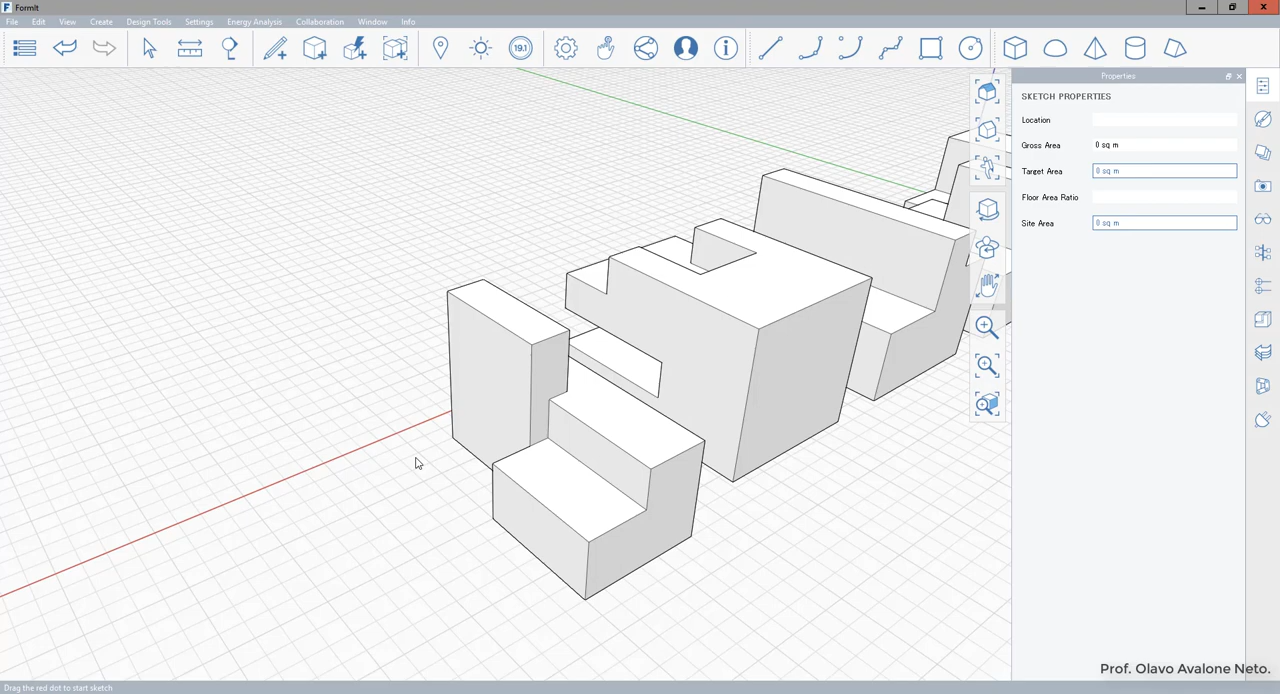 FormIt
File Edit View Create Design Tools Settings Energy Analysis Collaboration Window Info
19.1
Properties
SKETCH PROPERTIES
Location
Gross Area 0 sq m
Target Area 0 sq m
Floor Area Ratio
Site Area 0 sq m
Prof. Olavo Avalone Neto.
Drag the red dot to start sketch